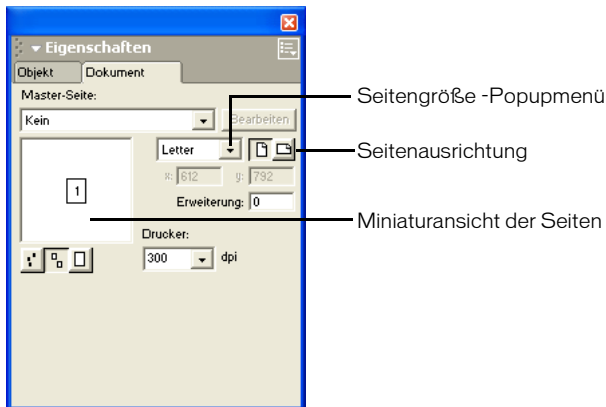 Eigenschaften
Objekt Dokument
Master-Seite:
Kein Bearbeiten
Letter
x: 612 y: 792
Erweiterung: 0
1
Drucker:
300 dpi
Seitengröße -Popupmenü
Seitenausrichtung
Miniaturansicht der Seiten